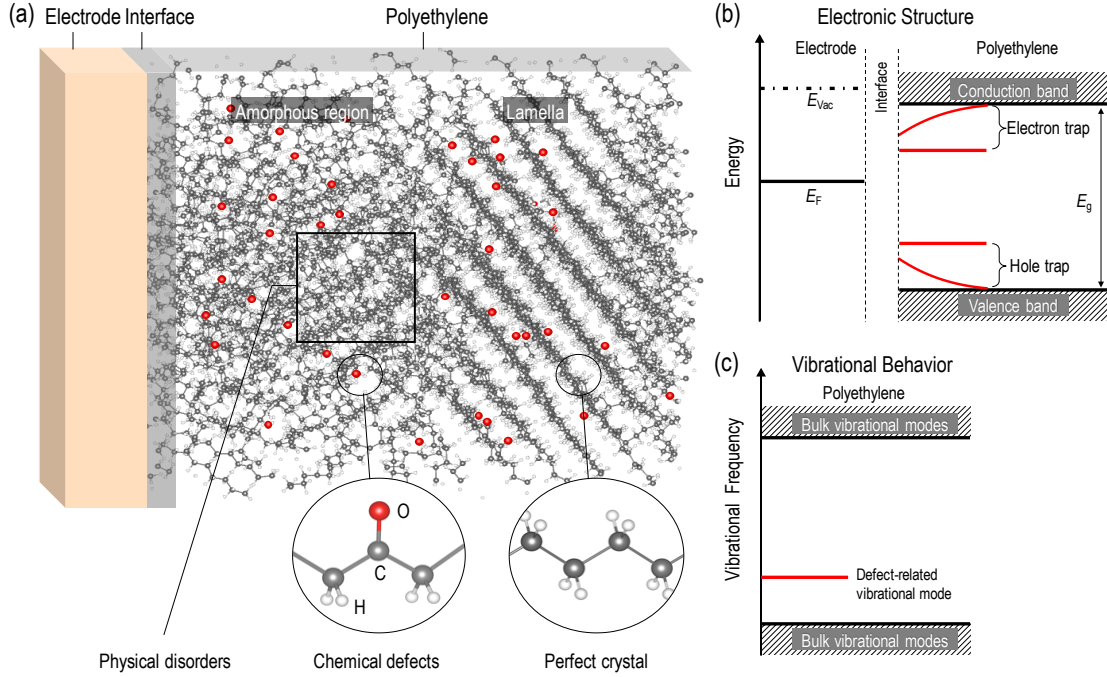 (a)
Electrode Interface
Polyethylene
Amorphous region
Lamella
O
C
H
Physical disorders
Chemical defects
Perfect crystal
(b)
Electronic Structure
Electrode
Interface
Polyethylene
Energy
E_Vac
E_F
Conduction band
Electron trap
E_g
Hole trap
Valence band
(c)
Vibrational Behavior
Polyethylene
Vibrational Frequency
Bulk vibrational modes
Defect-related
vibrational mode
Bulk vibrational modes